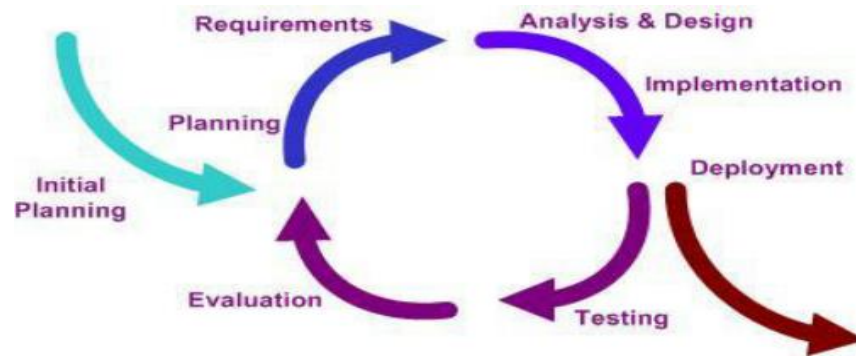 Requirements
Analysis & Design
Implementation
Planning
Deployment
Initial
Planning
Evaluation
Testing